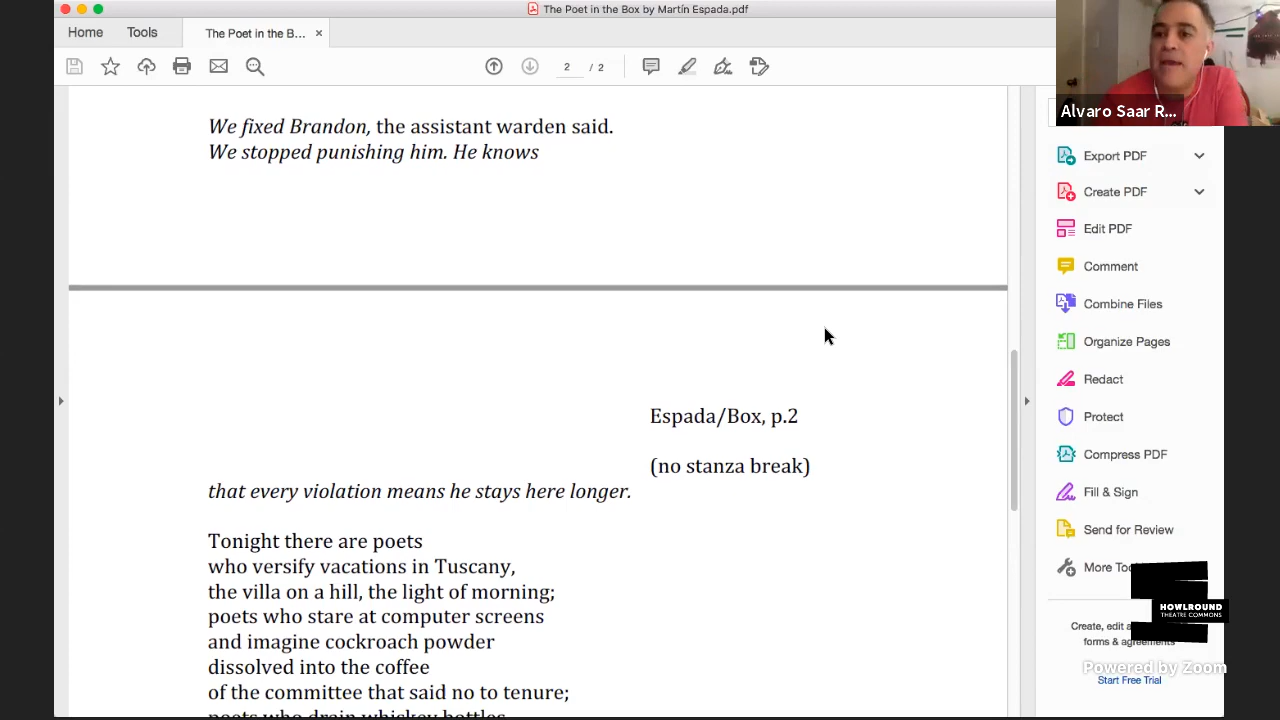 The Poet in the Box by Martín Espada.pdf
Home
Tools
The Poet in the B... ×
2 / 2
Alvaro Saar R...
We fixed Brandon, the assistant warden said.
We stopped punishing him. He knows
Espada/Box, p.2
(no stanza break)
that every violation means he stays here longer.
Tonight there are poets
who versify vacations in Tuscany,
the villa on a hill, the light of morning;
poets who stare at computer screens
and imagine cockroach powder
dissolved into the coffee
of the committee that said no to tenure;
poets who drain whiskey bottles
Export PDF
Create PDF
Edit PDF
Comment
Combine Files
Organize Pages
Redact
Protect
Compress PDF
Fill & Sign
Send for Review
More Too
HOWLROUND
THEATRE COMMONS
Create, edit a
forms & agreements
Powered by Zoom
Start Free Trial